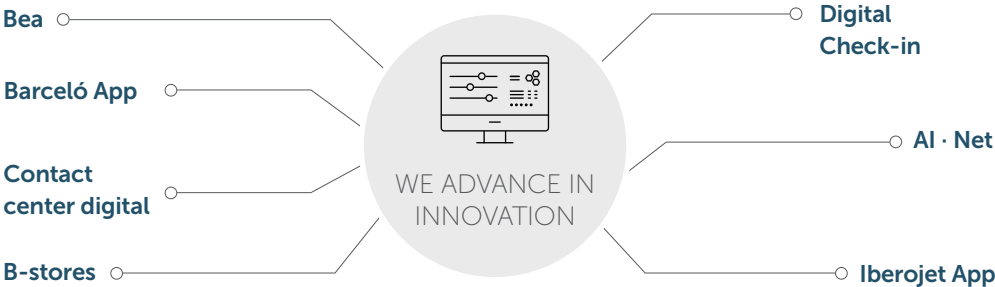 Bea
Barceló App
Contact
center digital
B-stores
WE ADVANCE IN
INNOVATION
Digital
Check-in
AI · Net
Iberojet App